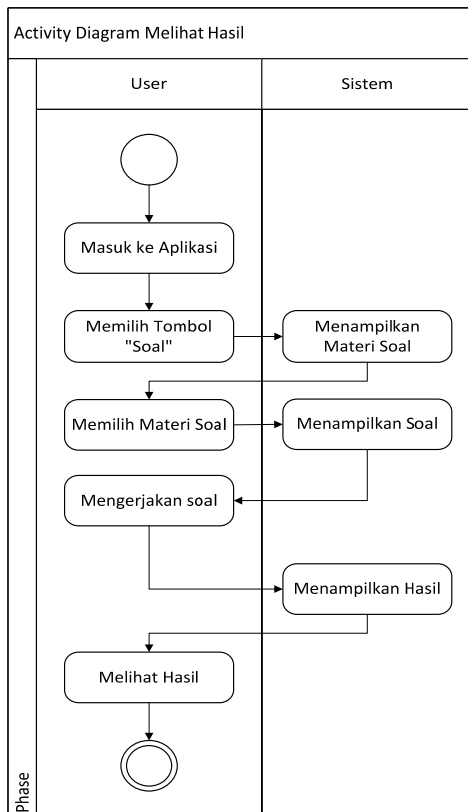 Activity Diagram Melihat Hasil
User
Sistem
Masuk ke Aplikasi
Memilih Tombol
"Soal"
Menampilkan
Materi Soal
Memilih Materi Soal
Menampilkan Soal
Mengerjakan soal
Menampilkan Hasil
Melihat Hasil
Phase